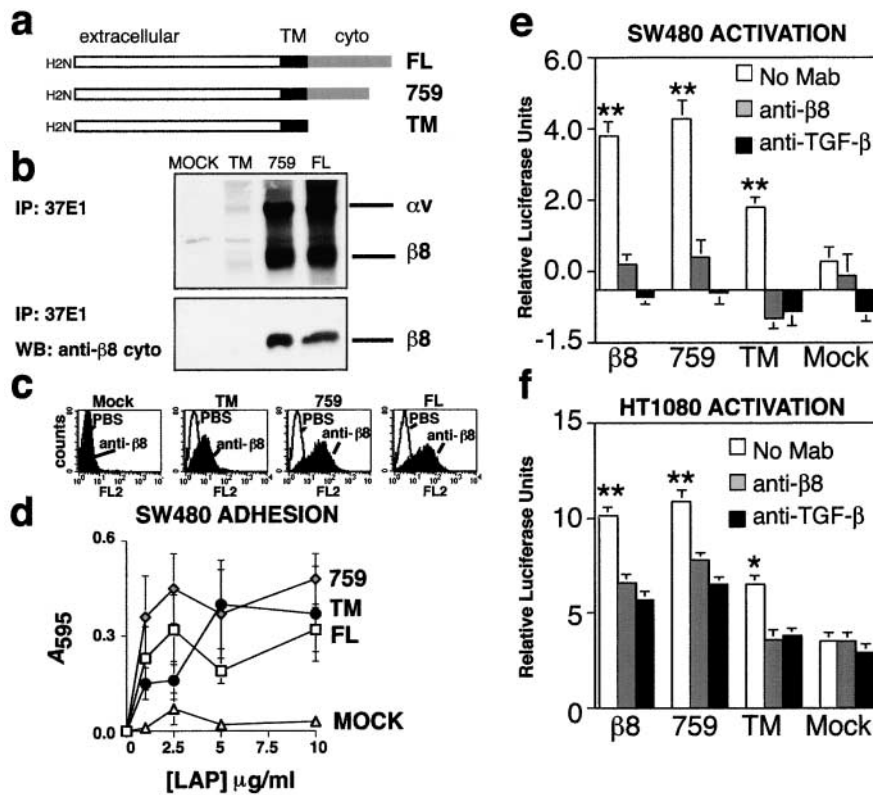 a
extracellular TM cyto
H2N FL
H2N 759
H2N TM
b
MOCK TM 759 FL
IP: 37E1
αv
β8
IP: 37E1
WB: anti-β8 cyto
β8
c
Mock TM 759 FL
counts
PBS
anti-β8
PBS
anti-β8
PBS
anti-β8
PBS
anti-β8
FL2 FL2 FL2 FL2
d
SW480 ADHESION
0.6
0.3
0.0
A595
759
TM
FL
MOCK
0 2.5 5 7.5 10
[LAP] μg/ml
e
SW480 ACTIVATION
Relative Luciferase Units
6.0
4.0
2.0
0.0
-1.5
** ** **
No Mab
anti-β8
anti-TGF-β
β8 759 TM Mock
f
HT1080 ACTIVATION
Relative Luciferase Units
15
10
5
0
** ** *
No Mab
anti-β8
anti-TGF-β
β8 759 TM Mock